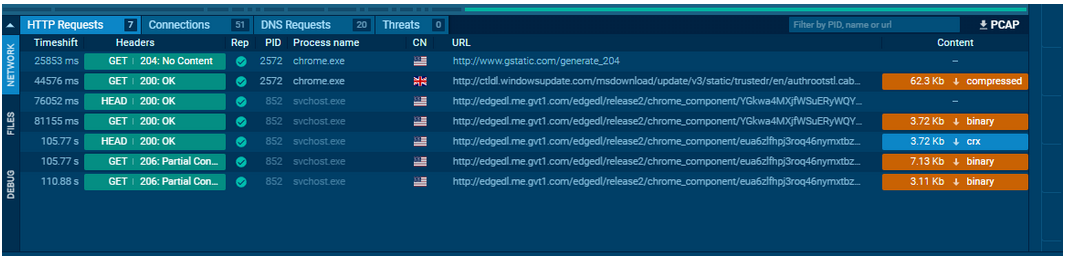 HTTP Requests 7 Connections 51 DNS Requests 20 Threats 0 Filter by PID, name or url PCAP
Timeshift Headers Rep PID Process name CN URL Content
NETWORK
FILES
DEBUG
25853 ms GET 204: No Content 2572 chrome.exe http://www.gstatic.com/generate_204 –
44576 ms GET 200: OK 2572 chrome.exe http://ctldl.windowsupdate.com/msdownload/update/v3/static/trustedr/en/authrootstl.cab... 62.3 Kb compressed
76052 ms HEAD 200: OK 852 svchost.exe http://edgedl.me.gvt1.com/edgedl/release2/chrome_component/YGkwa4MXjfWSuERyWQY... –
81155 ms GET 200: OK 852 svchost.exe http://edgedl.me.gvt1.com/edgedl/release2/chrome_component/YGkwa4MXjfWSuERyWQY... 3.72 Kb binary
105.77 s HEAD 200: OK 852 svchost.exe http://edgedl.me.gvt1.com/edgedl/release2/chrome_component/eua6zlfhpj3roq46nymxtbz... 3.72 Kb crx
105.77 s GET 206: Partial Con... 852 svchost.exe http://edgedl.me.gvt1.com/edgedl/release2/chrome_component/eua6zlfhpj3roq46nymxtbz... 7.13 Kb binary
110.88 s GET 206: Partial Con... 852 svchost.exe http://edgedl.me.gvt1.com/edgedl/release2/chrome_component/eua6zlfhpj3roq46nymxtbz... 3.11 Kb binary